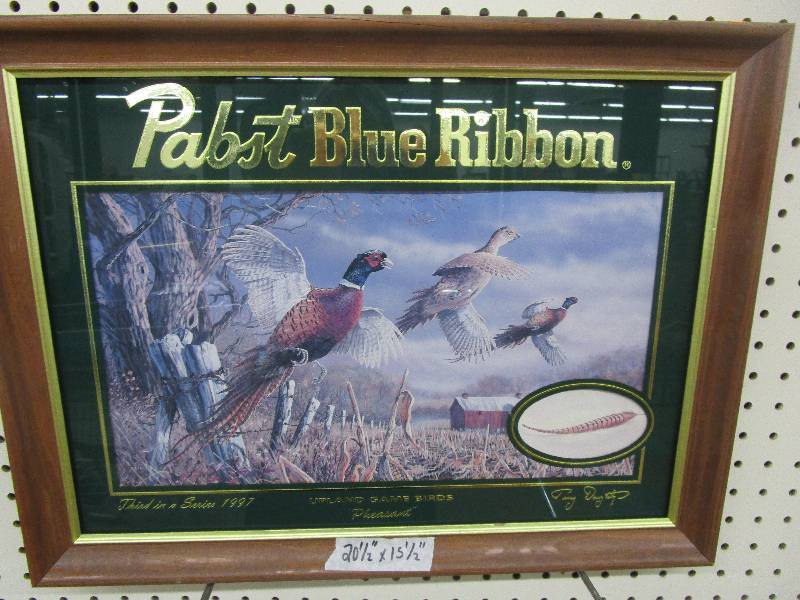 Pabst Blue Ribbon®
Third in a Series 1997
UPLAND GAME BIRDS
"Pheasant"
20½" x 15½"